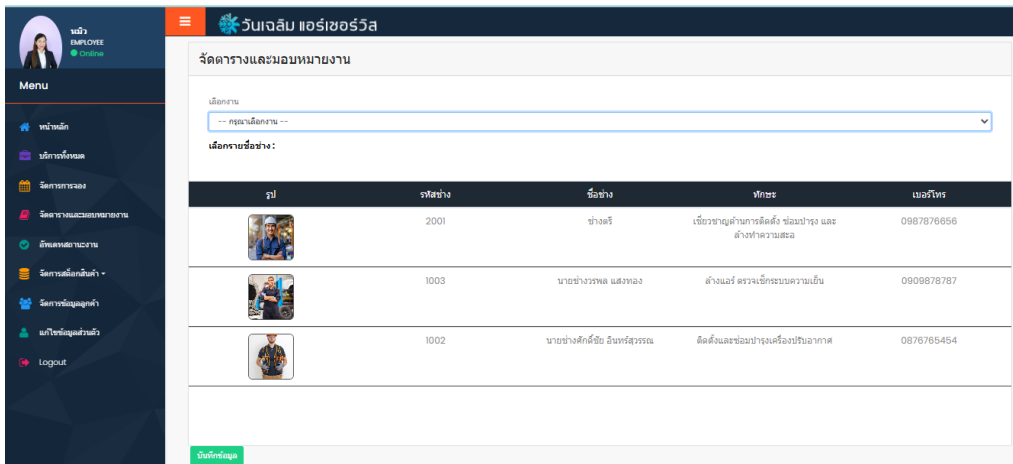 หมิว
EMPLOYEE
Online
วันเฉลิม แอร์เซอร์วิส
Menu
หน้าหลัก
บริการทั้งหมด
จัดการการจอง
จัดตารางและมอบหมายงาน
อัพเดทสถานะงาน
จัดการสต็อกสินค้า
จัดการข้อมูลลูกค้า
แก้ไขข้อมูลส่วนตัว
Logout
จัดตารางและมอบหมายงาน
เลือกงาน
-- กรุณาเลือกงาน --
เลือกรายชื่อช่าง:
รูป รหัสช่าง ชื่อช่าง ทักษะ เบอร์โทร
2001 ช่างตรี เชี่ยวชาญด้านการติดตั้ง ซ่อมบำรุง และ 0987876656
ล้างทำความสะอ
1003 นายช่างวรพล แสงทอง ล้างแอร์ ตรวจเช็กระบบความเย็น 0909878787
1002 นายช่างศักดิ์ชัย อินทร์สุวรรณ ติดตั้งและซ่อมบำรุงเครื่องปรับอากาศ 0876765454
บันทึกข้อมูล